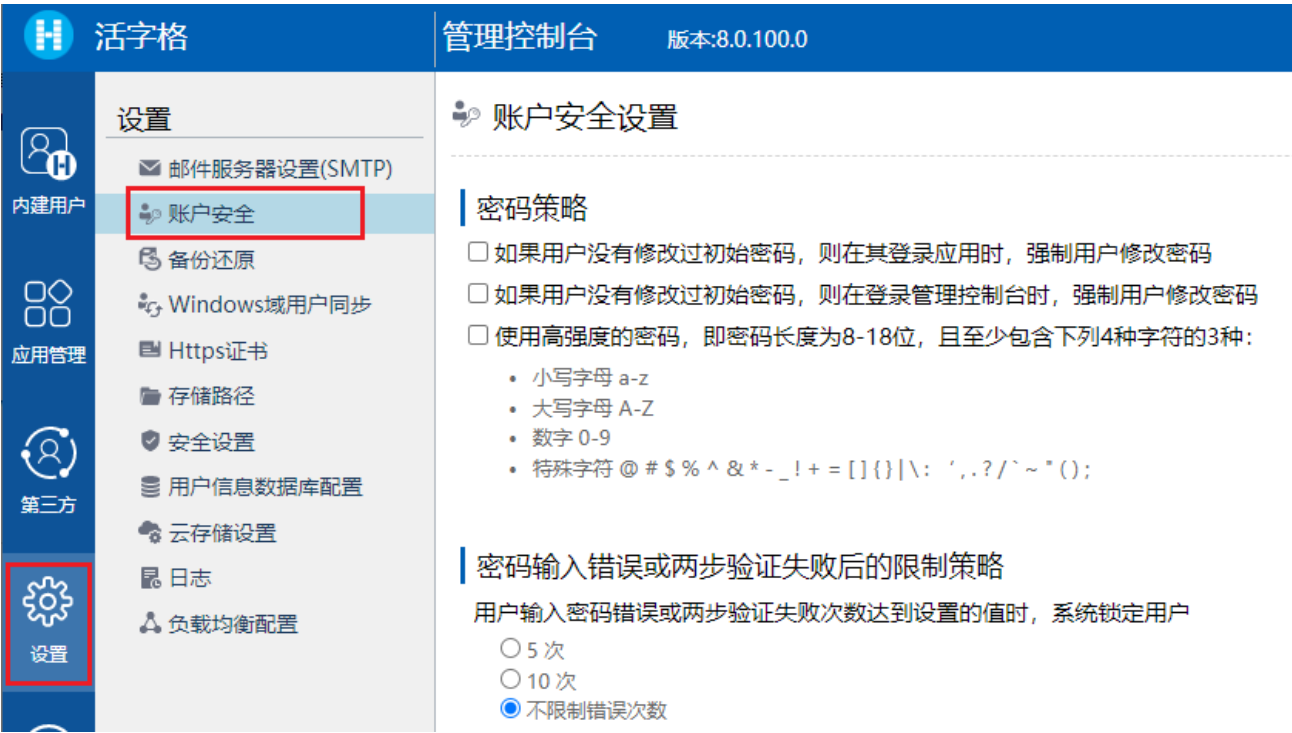 活字格
管理控制台 版本:8.0.100.0
内建用户
应用管理
第三方
设置
设置
邮件服务器设置(SMTP)
账户安全
备份还原
Windows域用户同步
Https证书
存储路径
安全设置
用户信息数据库配置
云存储设置
日志
负载均衡配置
账户安全设置
密码策略
如果用户没有修改过初始密码，则在其登录应用时，强制用户修改密码
如果用户没有修改过初始密码，则在登录管理控制台时，强制用户修改密码
使用高强度的密码，即密码长度为8-18位，且至少包含下列4种字符的3种：
• 小写字母 a-z
• 大写字母 A-Z
• 数字 0-9
• 特殊字符 @ # $ % ^ & * - _ ! + = [ ] { } | \ : ‘ , . ? / ` ~ " ( ) ;
密码输入错误或两步验证失败后的限制策略
用户输入密码错误或两步验证失败次数达到设置的值时，系统锁定用户
5 次
10 次
不限制错误次数